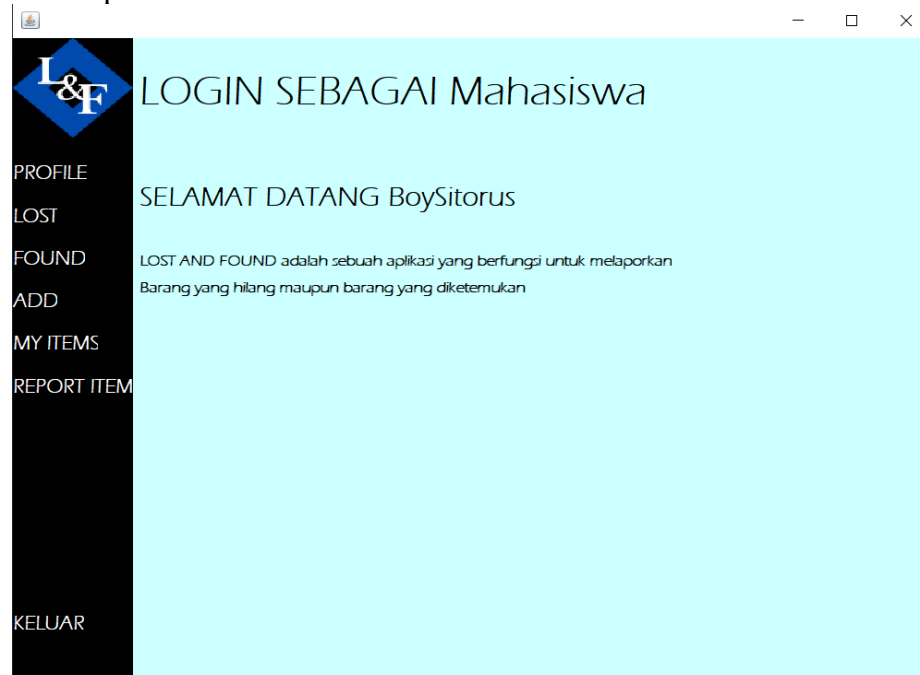 L&F
LOGIN SEBAGAI Mahasiswa
PROFILE
SELAMAT DATANG BoySitorus
LOST
FOUND
LOST AND FOUND adalah sebuah aplikasi yang berfungsi untuk melaporkan
Barang yang hilang maupun barang yang diketemukan
ADD
MY ITEMS
REPORT ITEM
KELUAR